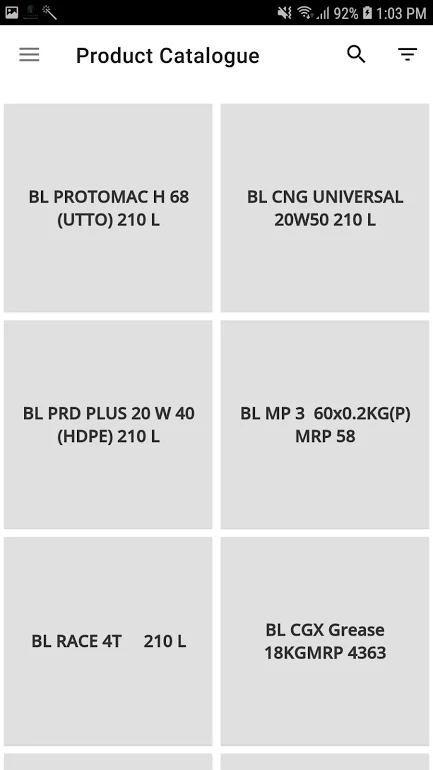 92% 1:03 PM
Product Catalogue
BL PROTOMAC H 68
(UTTO) 210 L
BL CNG UNIVERSAL
20W50 210 L
BL PRD PLUS 20 W 40
(HDPE) 210 L
BL MP 3  60x0.2KG(P)
MRP 58
BL RACE 4T     210 L
BL CGX Grease
18KGMRP 4363